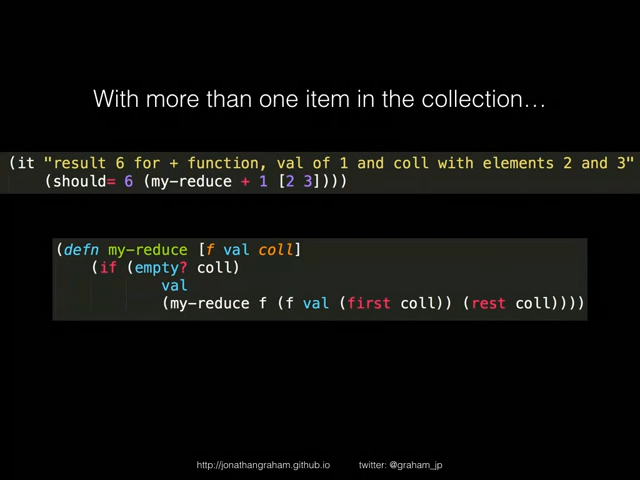 With more than one item in the collection…
(it "result 6 for + function, val of 1 and coll with elements 2 and 3"
(should= 6 (my-reduce + 1 [2 3])))
(defn my-reduce [f val coll]
(if (empty? coll)
val
(my-reduce f (f val (first coll)) (rest coll))))
http://jonathangraham.github.io twitter: @graham_jp